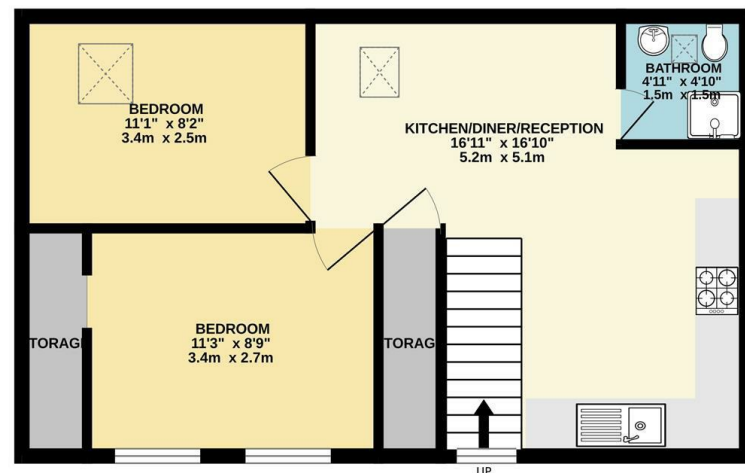 BATHROOM
4'11" x 4'10"
1.5m x 1.5m
BEDROOM
11'1" x 8'2"
3.4m x 2.5m
KITCHEN/DINER/RECEPTION
16'11" x 16'10"
5.2m x 5.1m
BEDROOM
11'3" x 8'9"
3.4m x 2.7m
TORAG
TORAG
UP